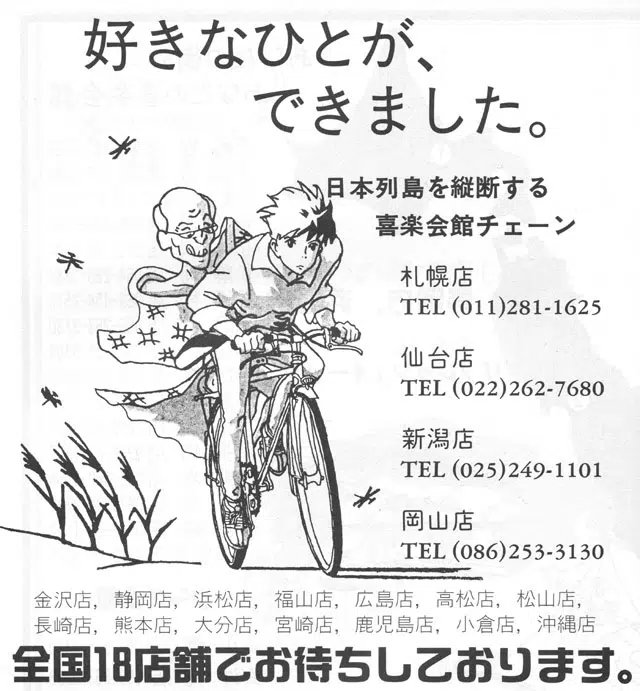 好きなひとが、
できました。
日本列島を縦断する
喜楽会館チェーン
札幌店
TEL (011)281-1625
仙台店
TEL (022)262-7680
新潟店
TEL (025)249-1101
岡山店
TEL (086)253-3130
金沢店, 静岡店, 浜松店, 福山店, 広島店, 高松店, 松山店,
長崎店, 熊本店, 大分店, 宮崎店, 鹿児島店, 小倉店, 沖縄店
全国18店舗でお待ちしております。